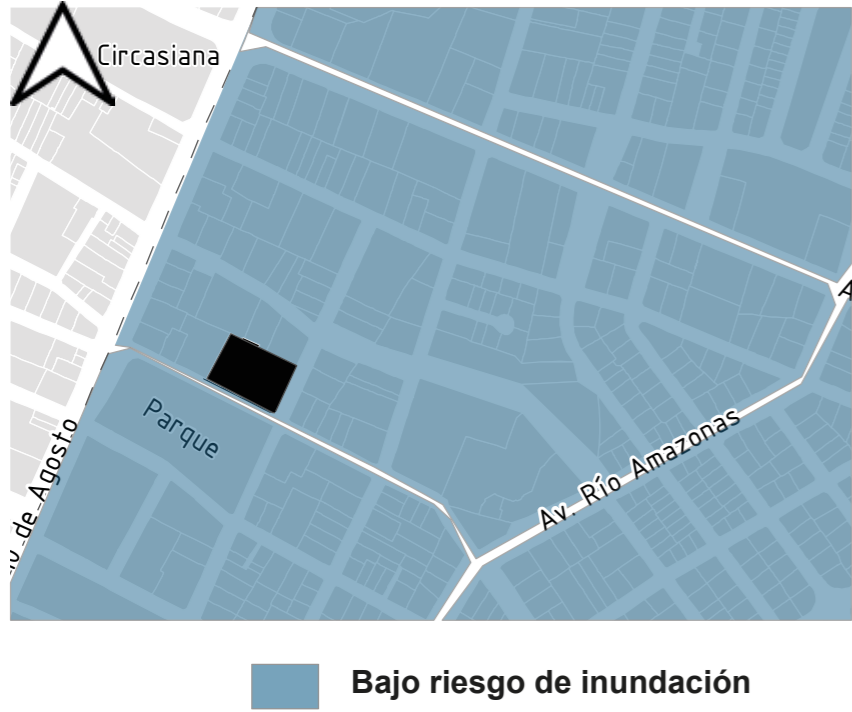 Circasiana
Parque
de Agosto
Av. Río Amazonas
A
Bajo riesgo de inundación